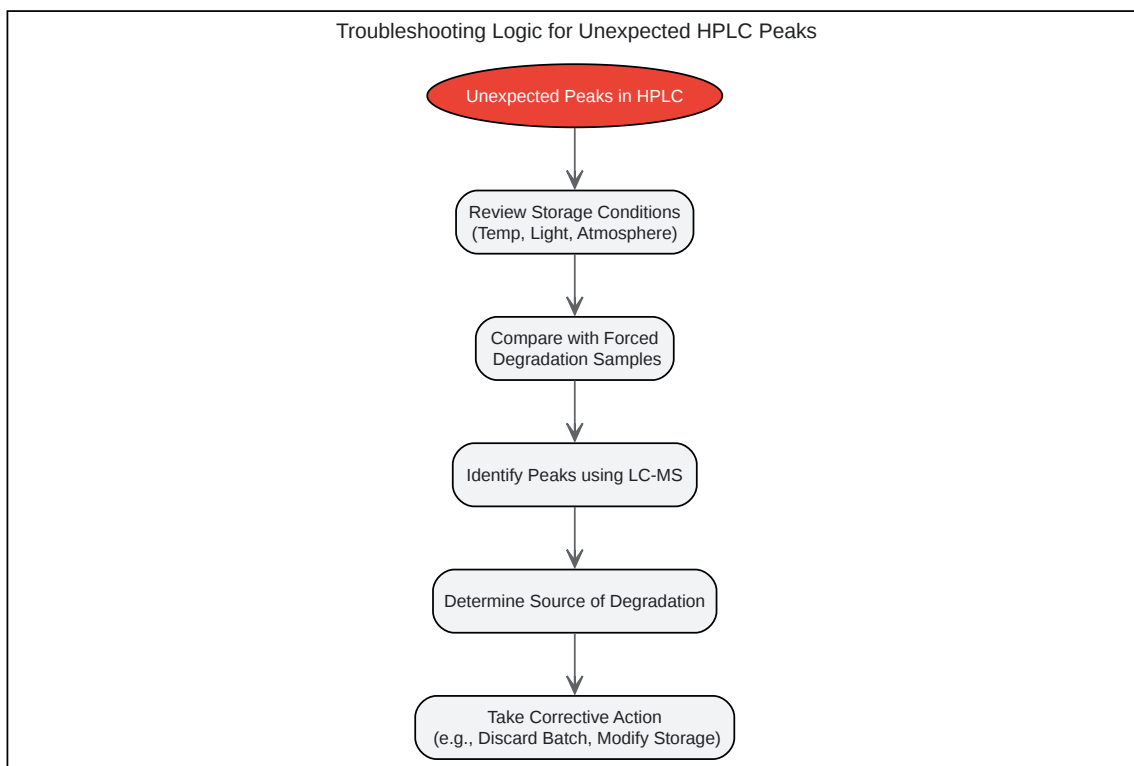 Troubleshooting Logic for Unexpected HPLC Peaks
Unexpected Peaks in HPLC
Review Storage Conditions
(Temp, Light, Atmosphere)
Compare with Forced
Degradation Samples
Identify Peaks using LC-MS
Determine Source of Degradation
Take Corrective Action
(e.g., Discard Batch, Modify Storage)